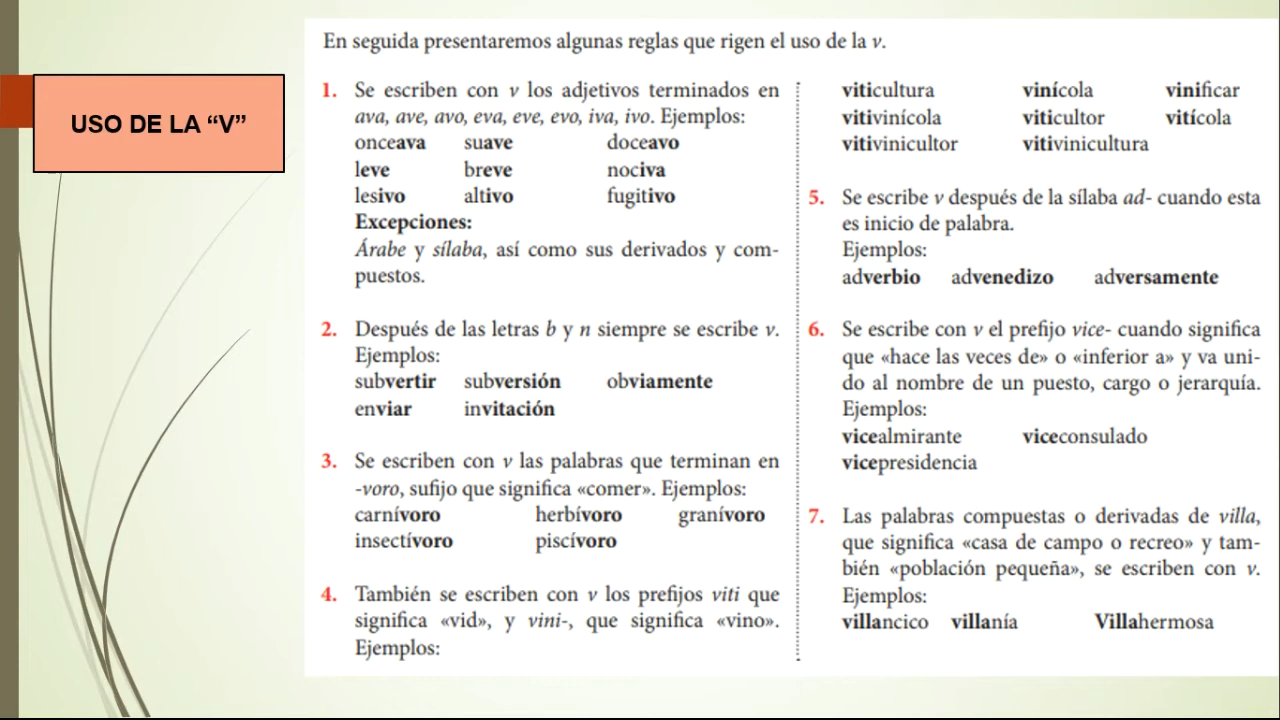 USO DE LA “V”
En seguida presentaremos algunas reglas que rigen el uso de la v.
1. Se escriben con v los adjetivos terminados en
ava, ave, avo, eva, eve, evo, iva, ivo. Ejemplos:
onceava suave doceavo
leve breve nociva
lesivo altivo fugitivo
Excepciones:
Árabe y sílaba, así como sus derivados y com-
puestos.
2. Después de las letras b y n siempre se escribe v.
Ejemplos:
subvertir subversión obviamente
enviar invitación
3. Se escriben con v las palabras que terminan en
-voro, sufijo que significa «comer». Ejemplos:
carnívoro herbívoro granívoro
insectívoro piscívoro
4. También se escriben con v los prefijos viti que
significa «vid», y vini-, que significa «vino».
Ejemplos:
viticultura vinícola vinificar
vitivinícola viticultor vitícola
vitivinicultor vitivinicultura
5. Se escribe v después de la sílaba ad- cuando esta
es inicio de palabra.
Ejemplos:
adverbio advenedizo adversamente
6. Se escribe con v el prefijo vice- cuando significa
que «hace las veces de» o «inferior a» y va uni-
do al nombre de un puesto, cargo o jerarquía.
Ejemplos:
vicealmirante viceconsulado
vicepresidencia
7. Las palabras compuestas o derivadas de villa,
que significa «casa de campo o recreo» y tam-
bién «población pequeña», se escriben con v.
Ejemplos:
villancico villanía Villahermosa